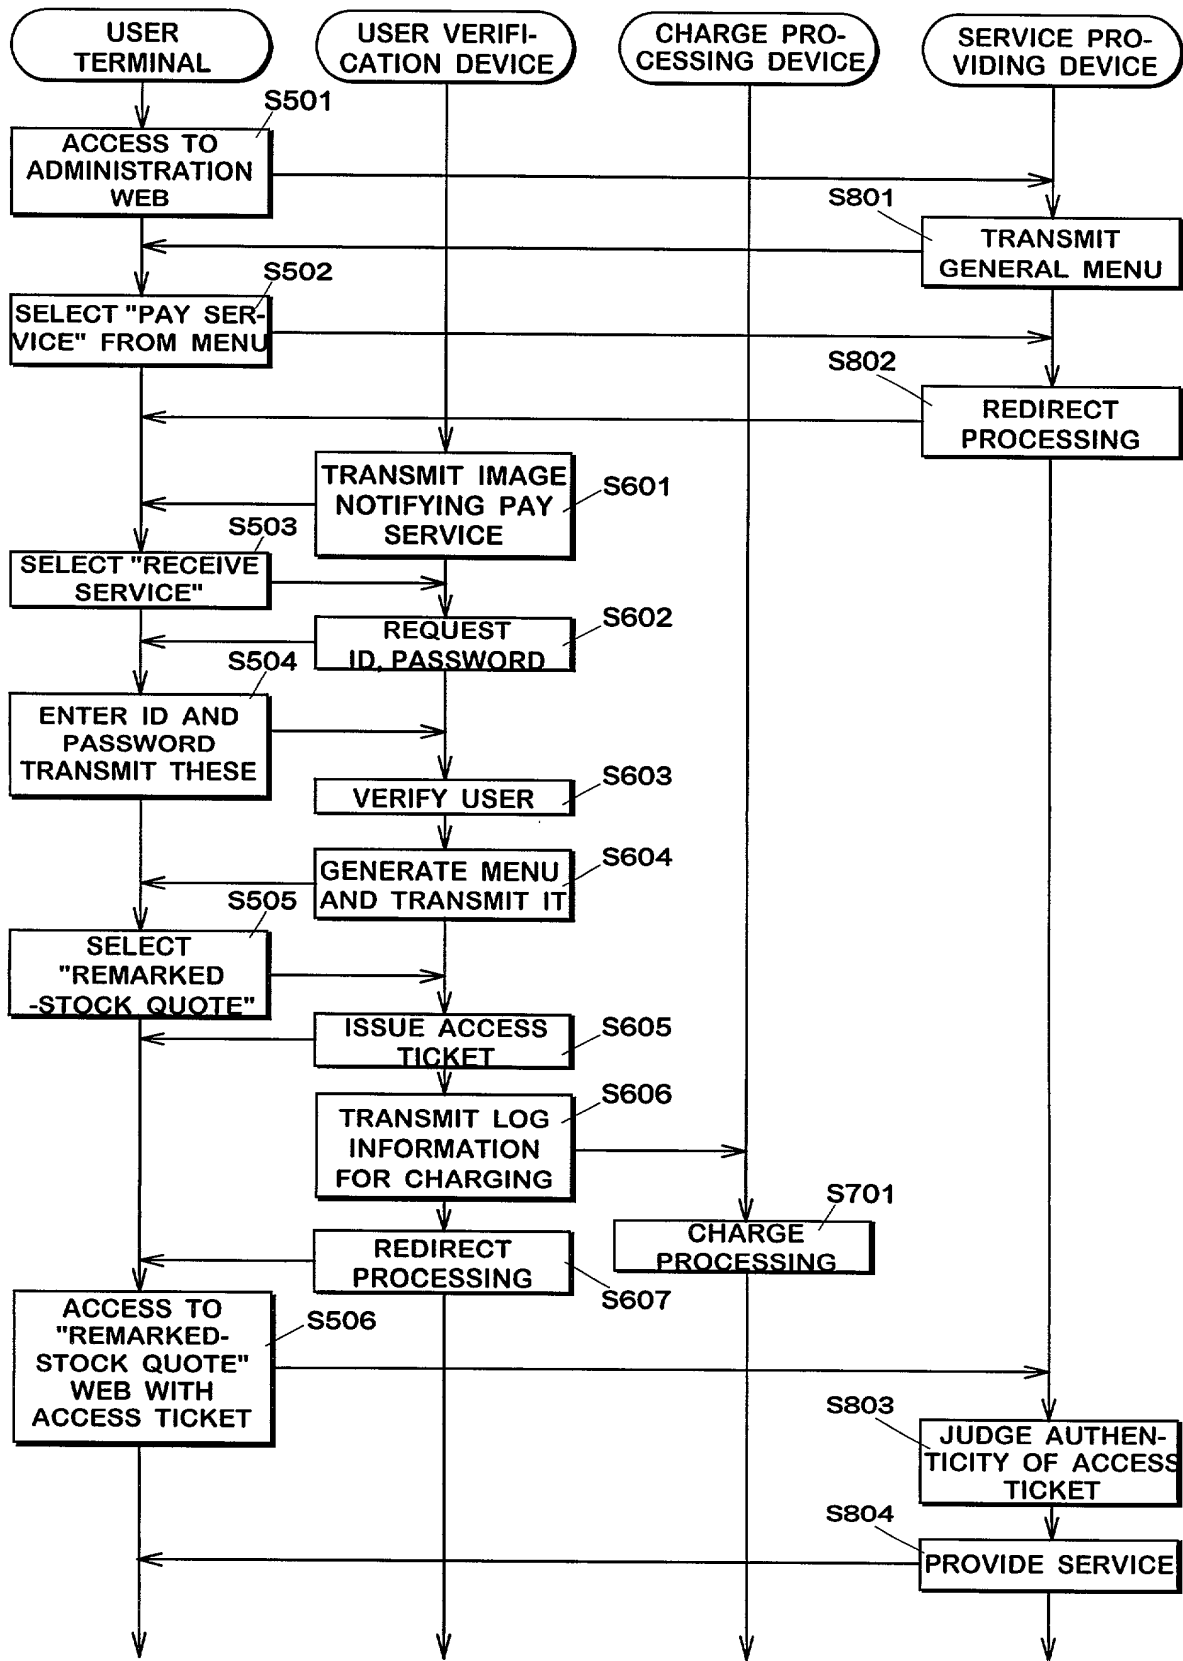 USER
TERMINAL
USER VERIFI-
CATION DEVICE
CHARGE PRO-
CESSING DEVICE
SERVICE PRO-
VIDING DEVICE
S501
ACCESS TO
ADMINISTRATION
WEB
S801
TRANSMIT
GENERAL MENU
S502
SELECT "PAY SER-
VICE" FROM MENU
S802
REDIRECT
PROCESSING
TRANSMIT IMAGE
NOTIFYING PAY
SERVICE
S601
S503
SELECT "RECEIVE
SERVICE"
S602
REQUEST
ID, PASSWORD
S504
ENTER ID AND
PASSWORD
TRANSMIT THESE
S603
VERIFY USER
S604
GENERATE MENU
AND TRANSMIT IT
S505
SELECT
"REMARKED
-STOCK QUOTE"
S605
ISSUE ACCESS
TICKET
S606
TRANSMIT LOG
INFORMATION
FOR CHARGING
S701
CHARGE
PROCESSING
REDIRECT
PROCESSING
S607
ACCESS TO
"REMARKED-
STOCK QUOTE"
WEB WITH
ACCESS TICKET
S506
S803
JUDGE AUTHEN-
TICITY OF ACCESS
TICKET
S804
PROVIDE SERVICE